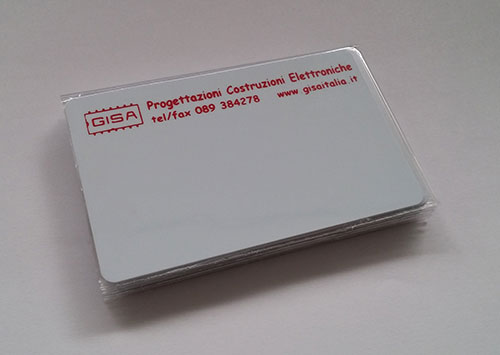 GISA
Progettazioni Costruzioni Elettroniche
tel/fax 089 384278 www.gisaitalia.it